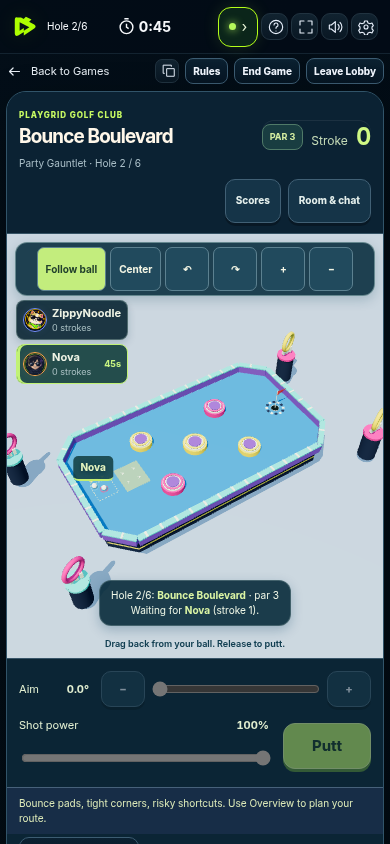 Hole 2/6
0:45
›
Back to Games
Rules
End Game
Leave Lobby
PLAYGRID GOLF CLUB
Bounce Boulevard
PAR 3
Stroke 0
Party Gauntlet · Hole 2 / 6
Scores
Room & chat
Follow ball
Center
↶
↷
+
−
ZippyNoodle
0 strokes
Nova
0 strokes
45s
Nova
Hole 2/6: Bounce Boulevard · par 3
Waiting for Nova (stroke 1).
Drag back from your ball. Release to putt.
Aim
0.0°
−
+
Shot power
100%
Putt
Bounce pads, tight corners, risky shortcuts. Use Overview to plan your
route.